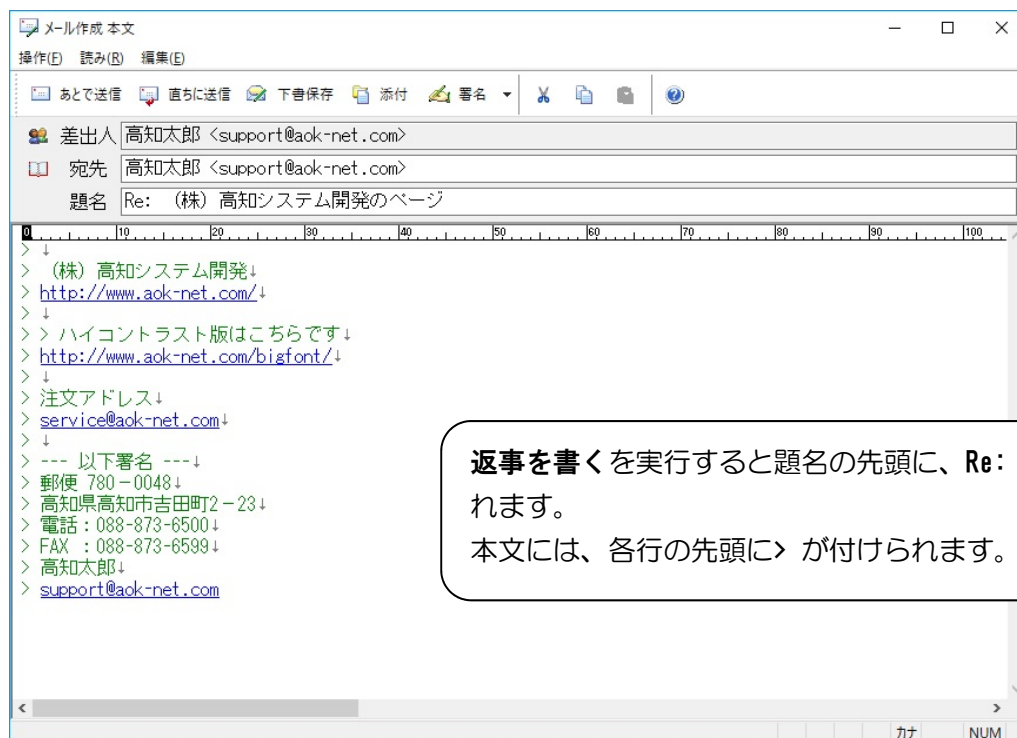 メール作成 本文
操作(F) 読み(R) 編集(E)
あとで送信 直ちに送信 下書保存 添付 署名
差出人 高知太郎 <support@aok-net.com>
宛先 高知太郎 <support@aok-net.com>
題名 Re: （株）高知システム開発のページ
0 10 20 30 40 50 60 70 80 90 100
> ↓
> （株）高知システム開発↓
> http://www.aok-net.com/↓
> ↓
> > ハイコントラスト版はこちらです↓
> http://www.aok-net.com/bigfont/↓
> ↓
> 注文アドレス↓
> service@aok-net.com↓
> ↓
> --- 以下署名 ---↓
> 郵便 780－0048↓
> 高知県高知市吉田町2－23↓
> 電話：088-873-6500↓
> FAX ：088-873-6599↓
> 高知太郎↓
> support@aok-net.com
返事を書くを実行すると題名の先頭に、Re:
れます。
本文には、各行の先頭に> が付けられます。
カナ NUM